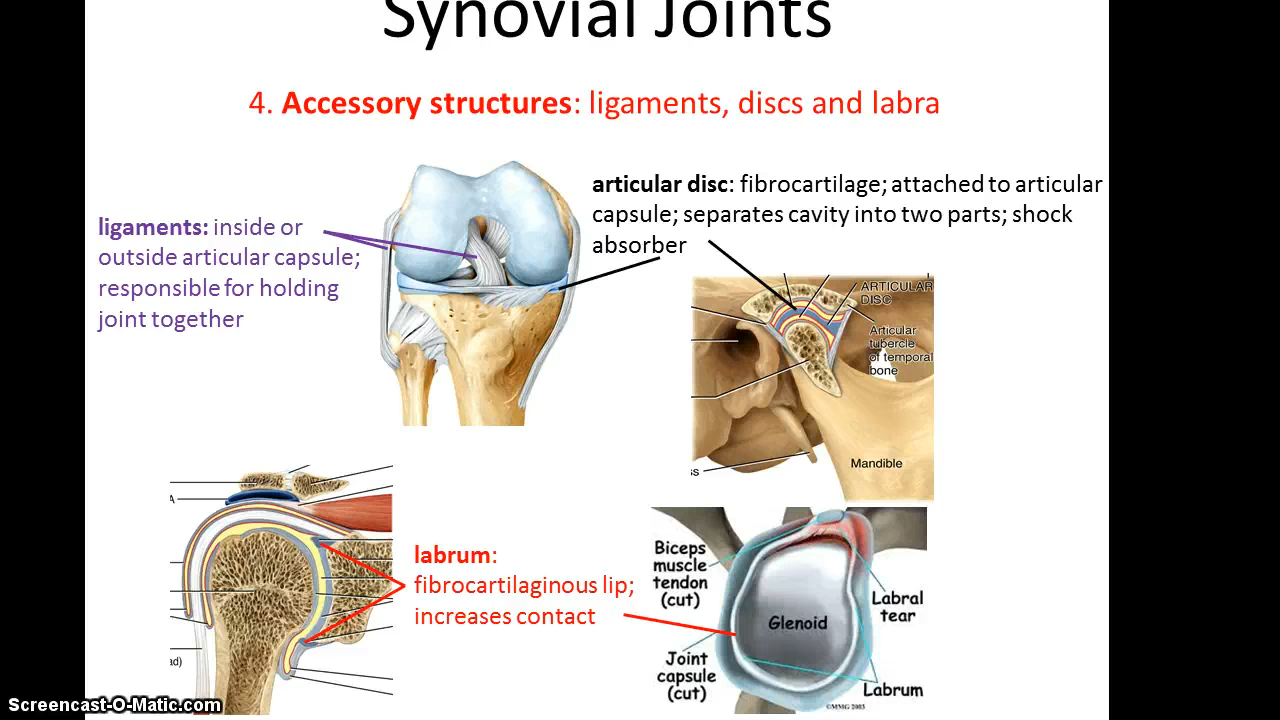 Synovial Joints
4. Accessory structures: ligaments, discs and labra
ligaments: inside or
outside articular capsule;
responsible for holding
joint together
articular disc: fibrocartilage; attached to articular
capsule; separates cavity into two parts; shock
absorber
ARTICULAR
DISC
Articular
tubercle
of temporal
bone
Mandible
ss
A
ad)
labrum:
fibrocartilaginous lip;
increases contact
Biceps
muscle
tendon
(cut)
Glenoid
Labral
tear
Joint
capsule
(cut)
Labrum
©MMG 2003
Screencast-O-Matic.com